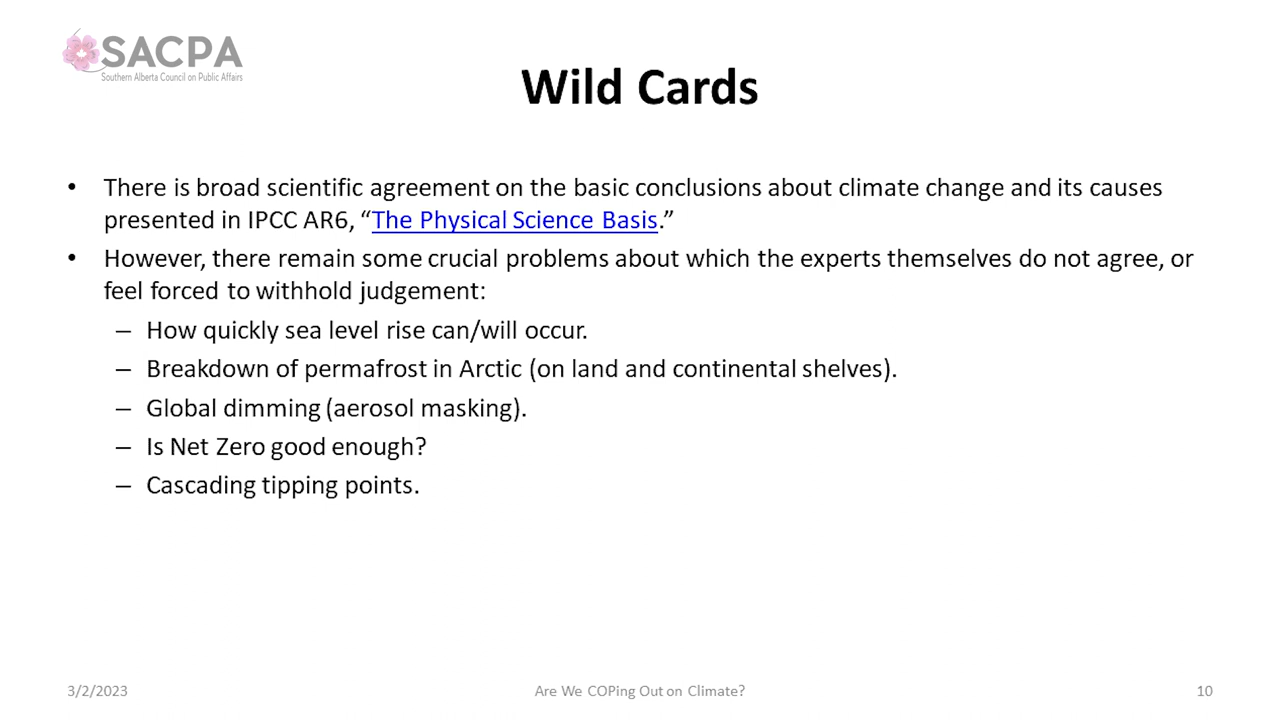 SACPA
Southern Alberta Council on Public Affairs
Wild Cards
• There is broad scientific agreement on the basic conclusions about climate change and its causes
presented in IPCC AR6, “The Physical Science Basis.”
• However, there remain some crucial problems about which the experts themselves do not agree, or
feel forced to withhold judgement:
– How quickly sea level rise can/will occur.
– Breakdown of permafrost in Arctic (on land and continental shelves).
– Global dimming (aerosol masking).
– Is Net Zero good enough?
– Cascading tipping points.
3/2/2023
Are We COPing Out on Climate?
10